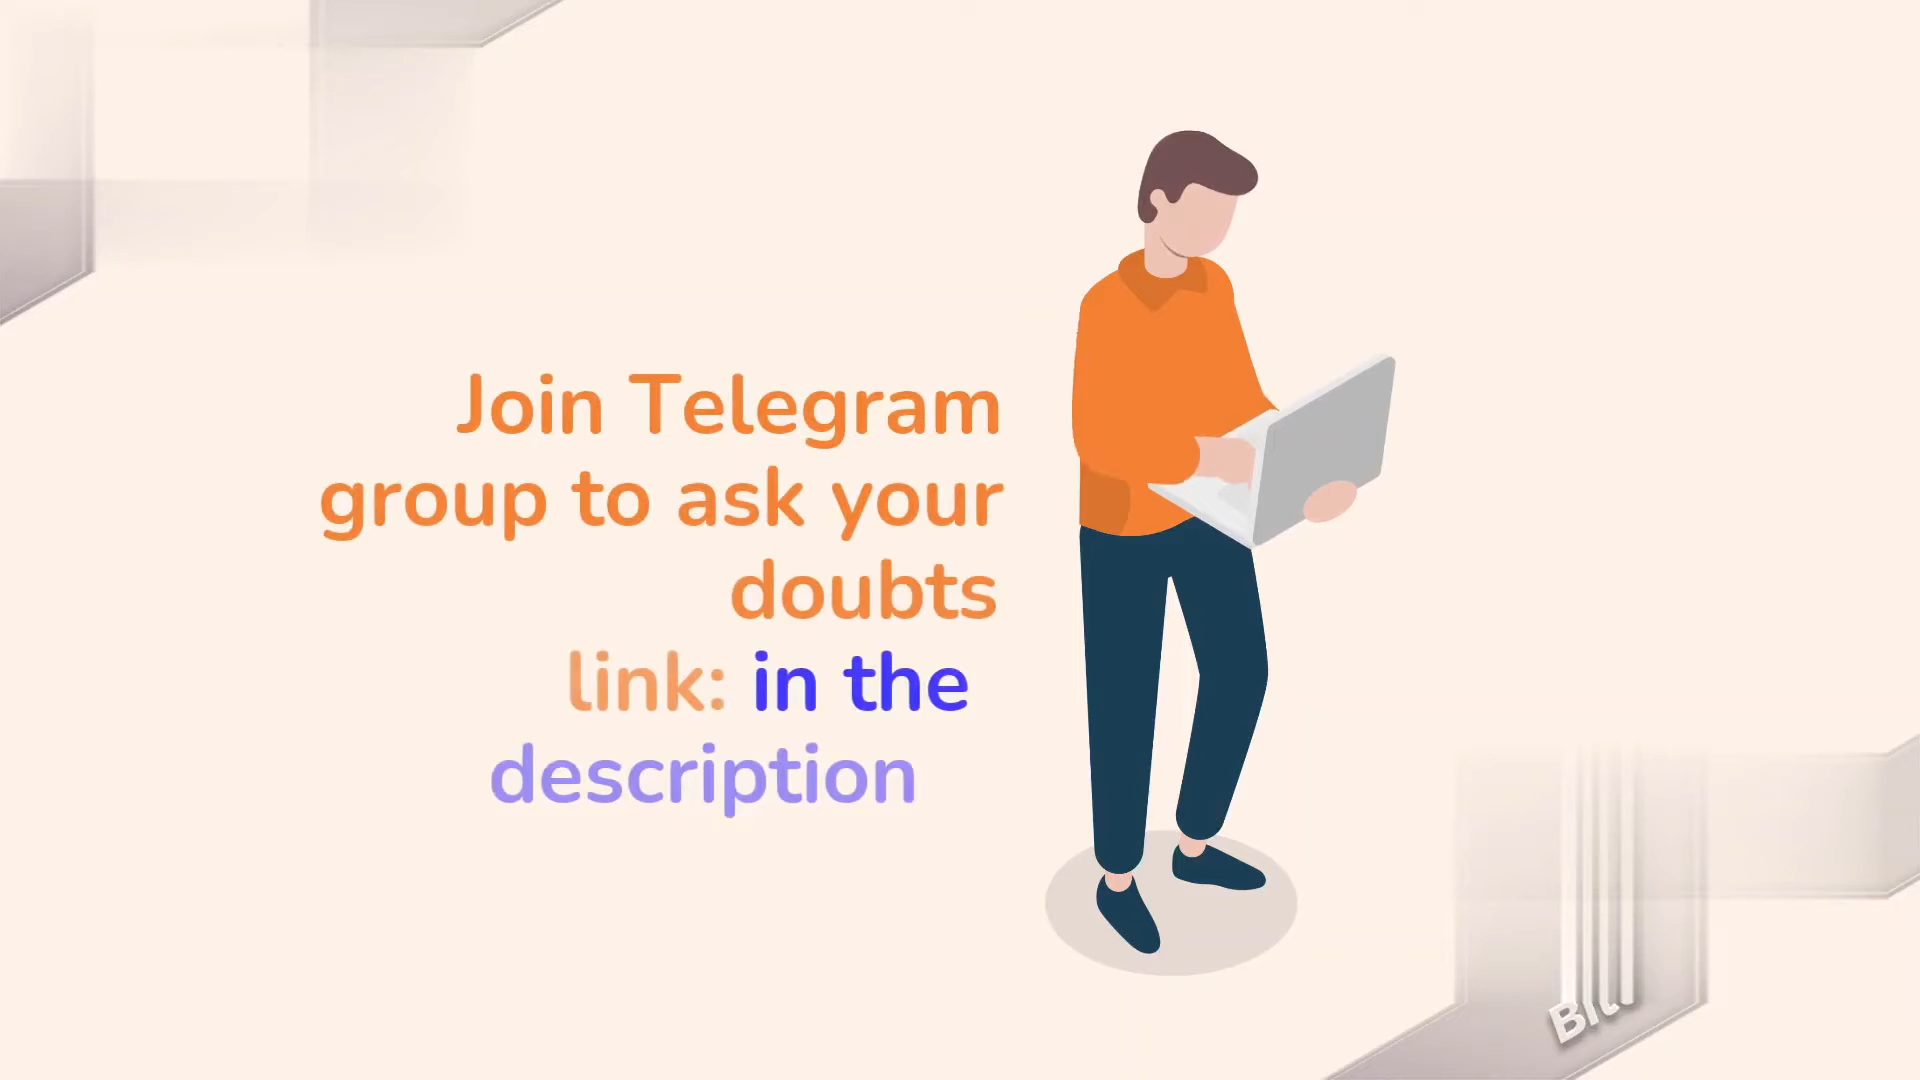 Join Telegram
group to ask your
doubts
link: in the
description